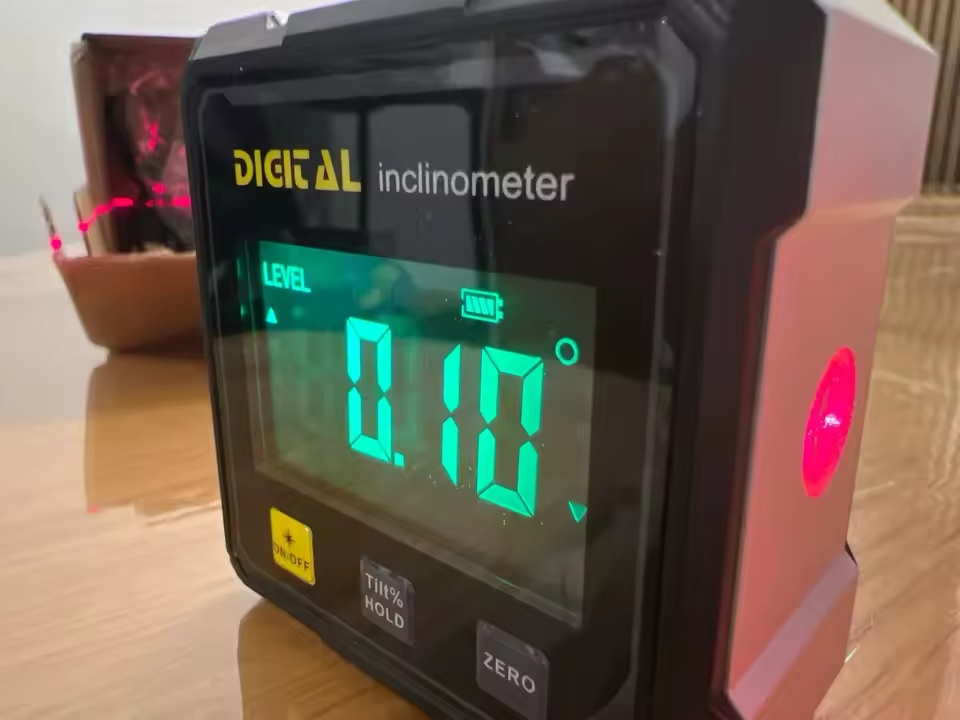 DIGITAL inclinometer
LEVEL
0.10°
ON/OFF
Tilt%
HOLD
ZERO